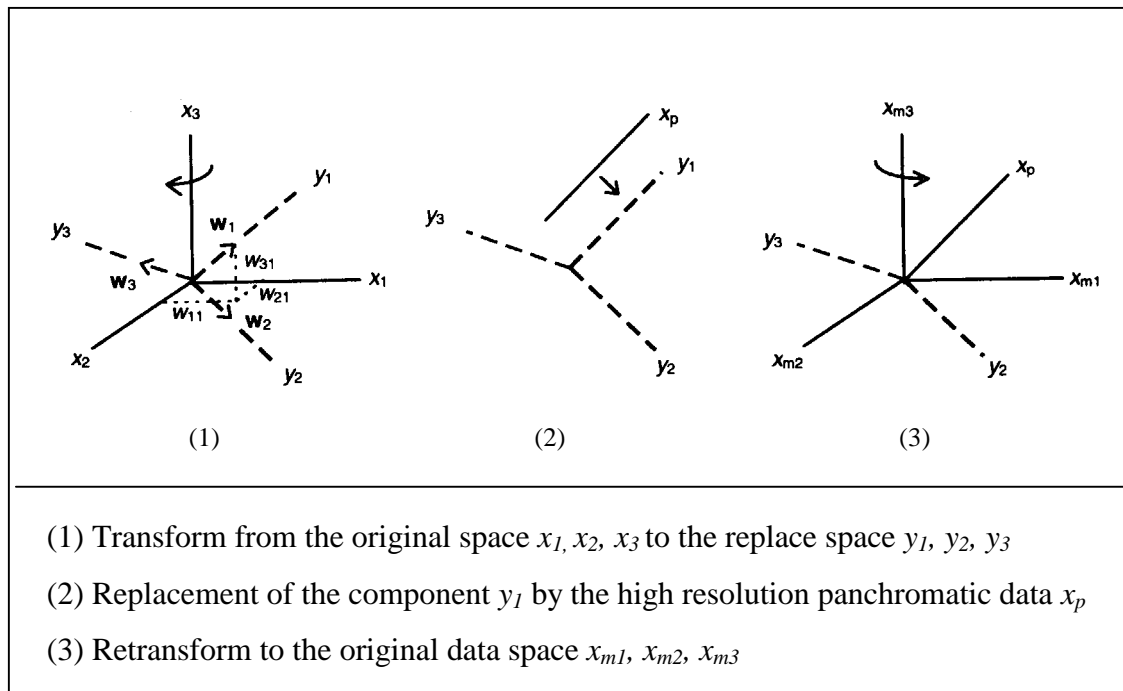 x3
y1
w1
y3
w31
w3
x1
w21
w11
w2
x2
y2
(1)
xp
y1
y3
y2
(2)
xm3
xp
y3
xm1
xm2
y2
(3)
(1) Transform from the original space x1, x2, x3 to the replace space y1, y2, y3
(2) Replacement of the component y1 by the high resolution panchromatic data xp
(3) Retransform to the original data space xm1, xm2, xm3